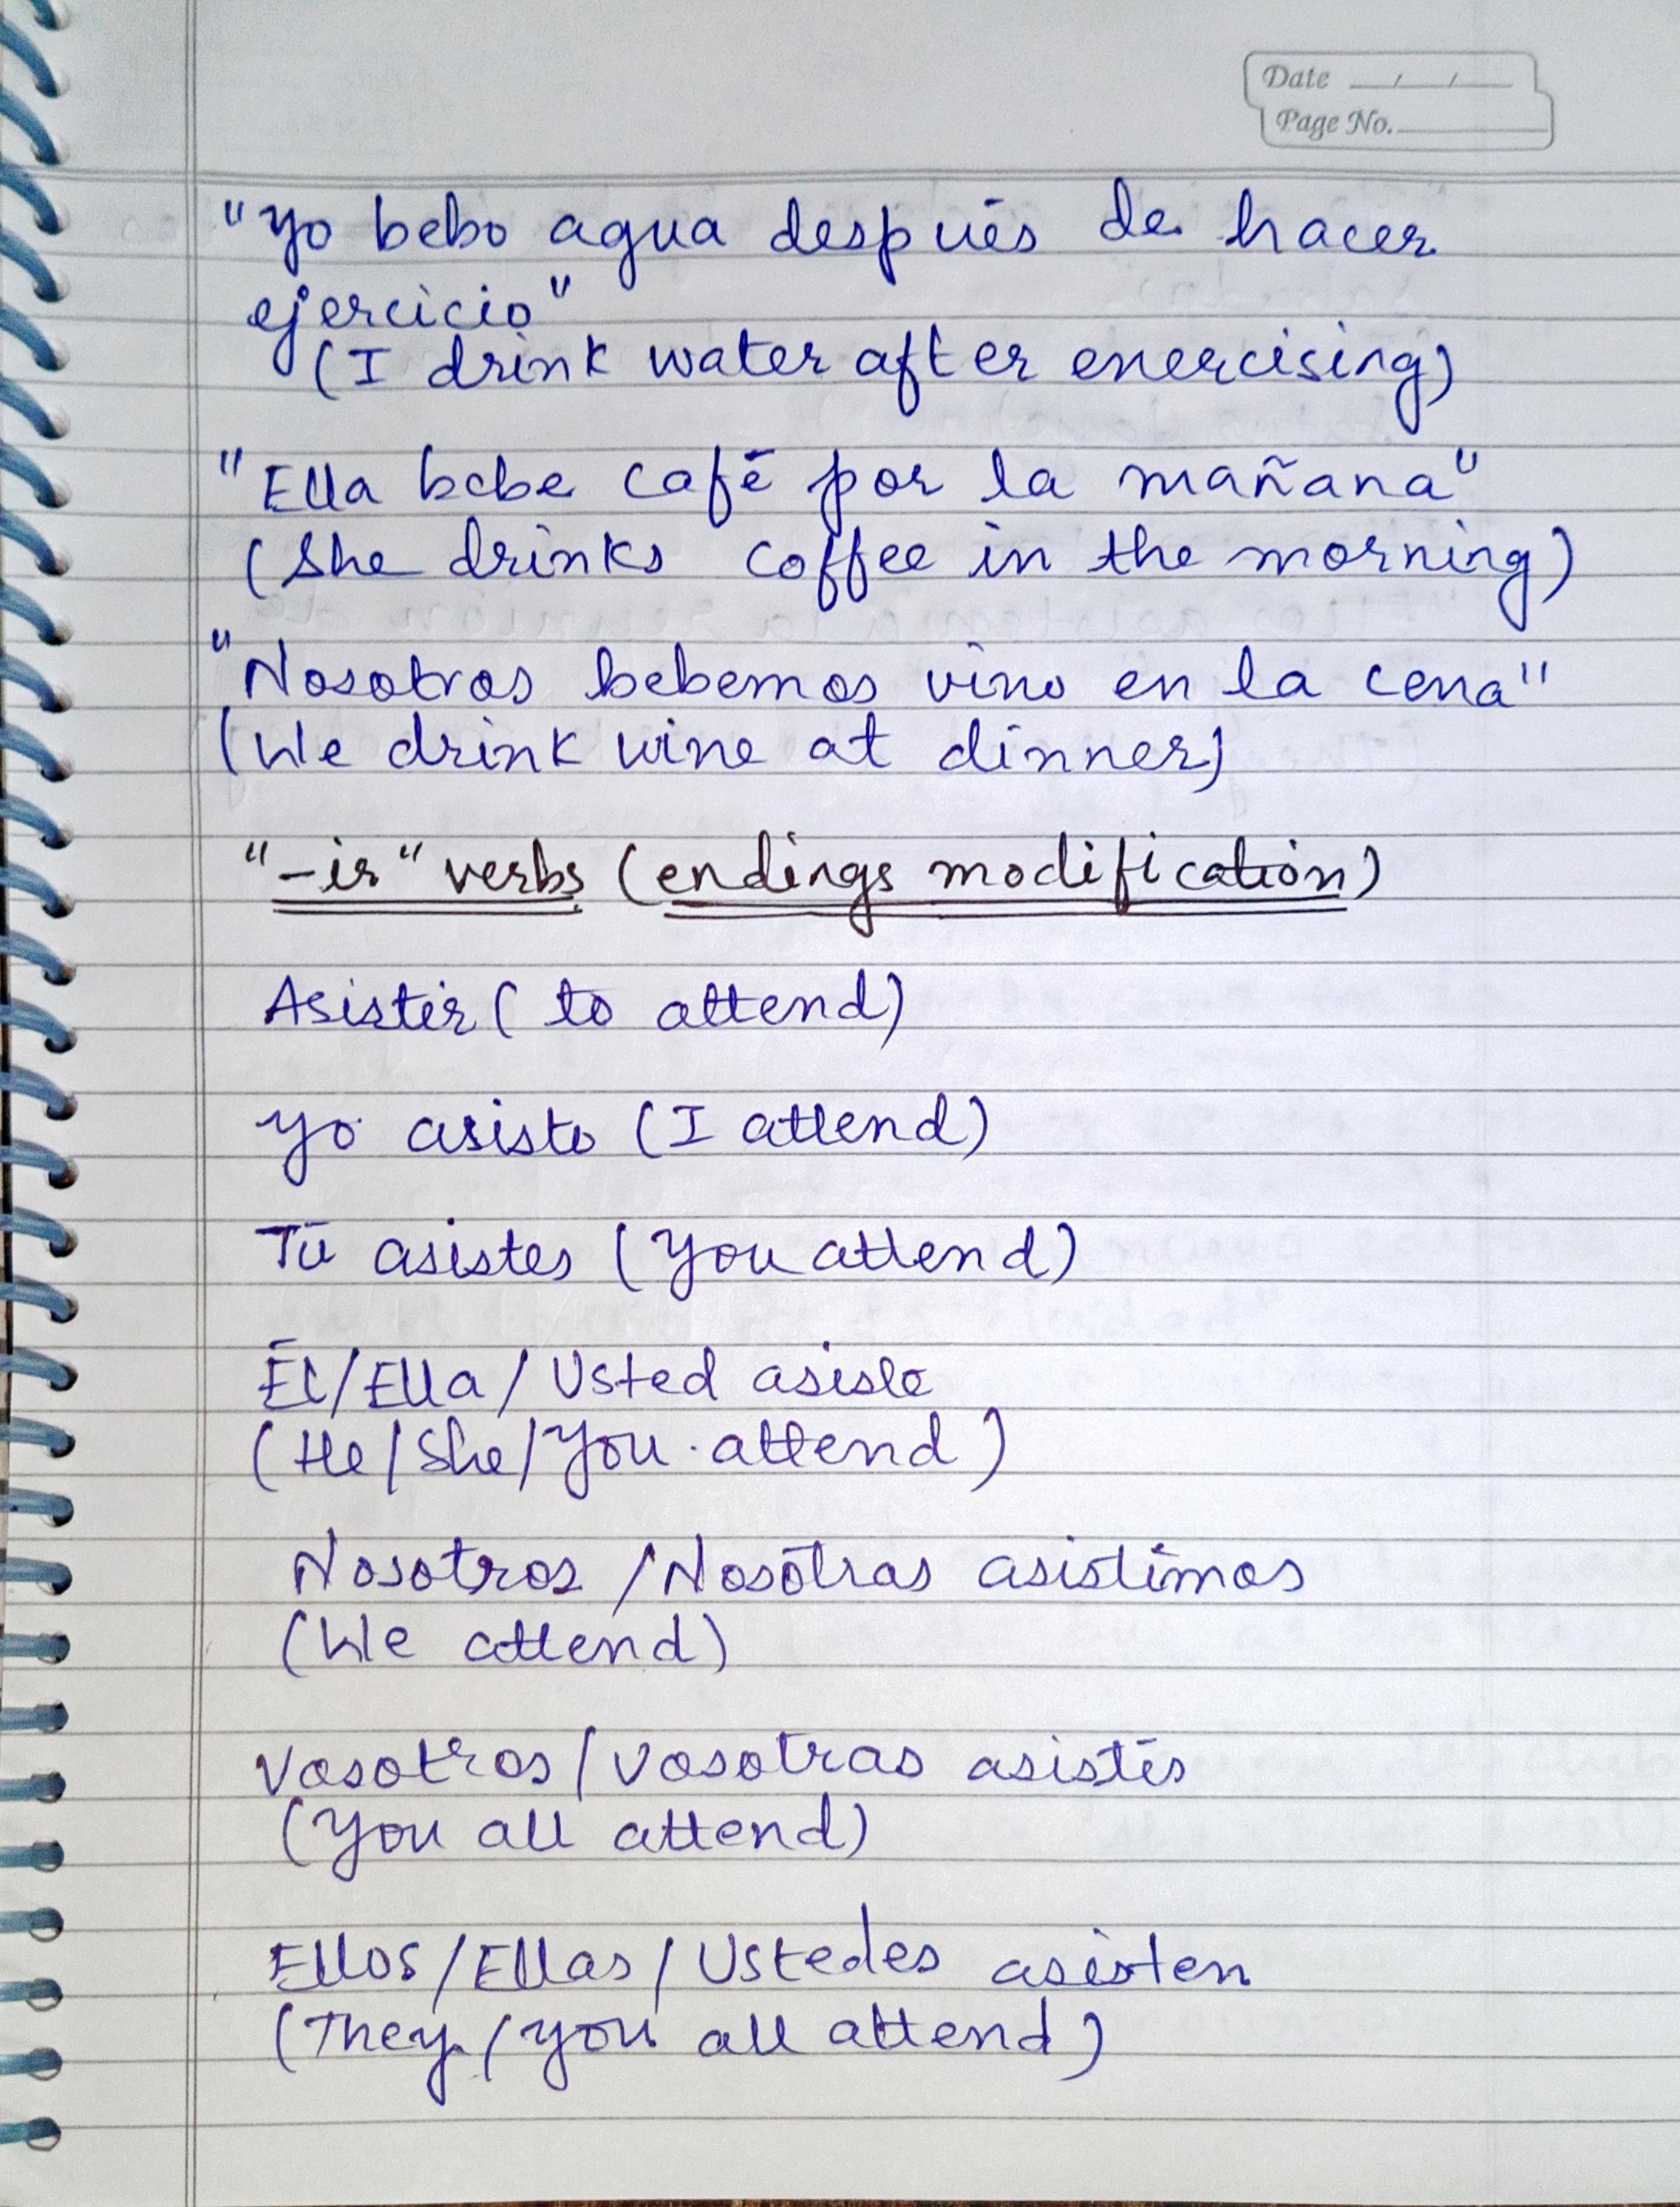 Date __/__/__
Page No.
"Yo bebo agua después de hacer
ejercicio"
(I drink water after exercising)
"Ella bebe café por la mañana"
(She drinks coffee in the morning)
"Nosotros bebemos vino en la cena"
(We drink wine at dinner)
"-ir" verbs (endings modification)
Asistir (to attend)
Yo asisto (I attend)
Tú asistes (You attend)
Él/Ella/Usted asiste
(He/She/You attend)
Nosotros/Nosotras asistimos
(We attend)
Vosotros/Vosotras asistís
(You all attend)
Ellos/Ellas/Ustedes asisten
(They/you all attend)